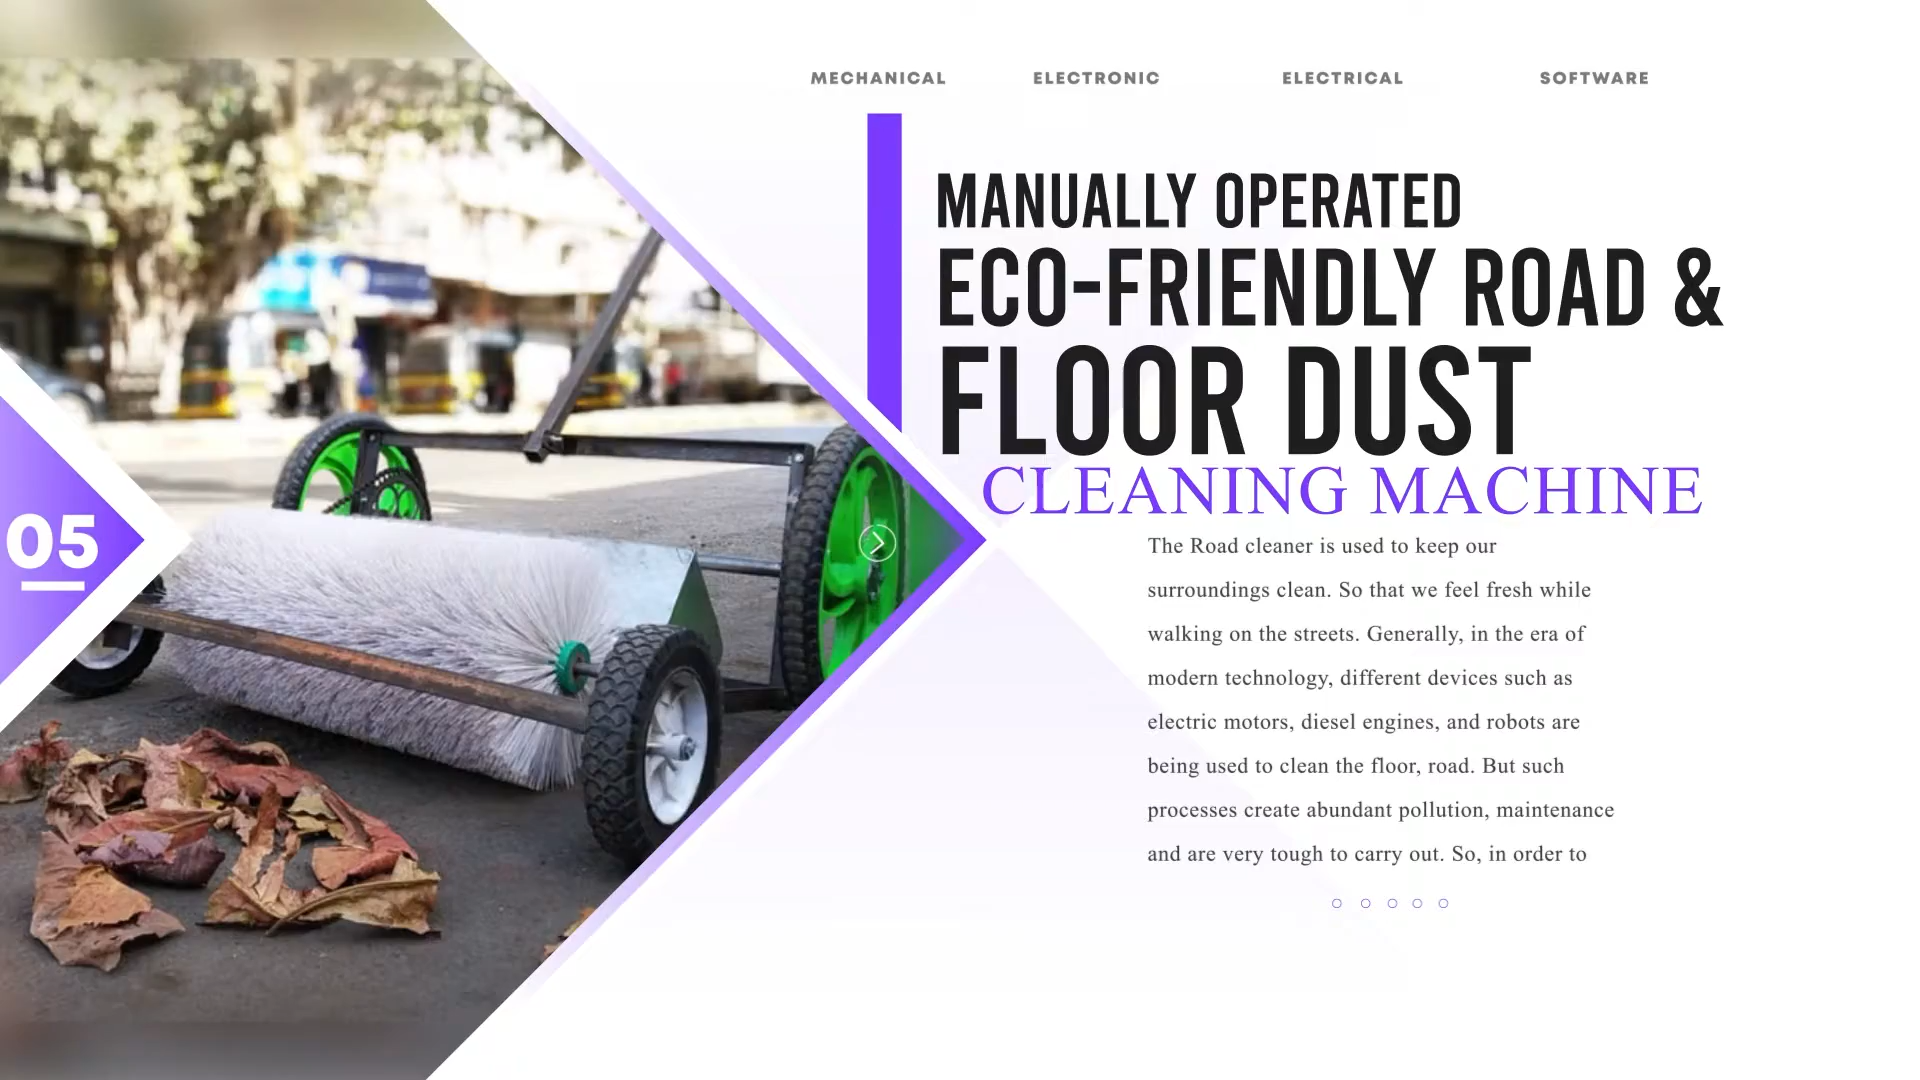 MECHANICAL ELECTRONIC ELECTRICAL SOFTWARE
MANUALLY OPERATED
ECO-FRIENDLY ROAD &
FLOOR DUST
CLEANING MACHINE
05
The Road cleaner is used to keep our
surroundings clean. So that we feel fresh while
walking on the streets. Generally, in the era of
modern technology, different devices such as
electric motors, diesel engines, and robots are
being used to clean the floor, road. But such
processes create abundant pollution, maintenance
and are very tough to carry out. So, in order to